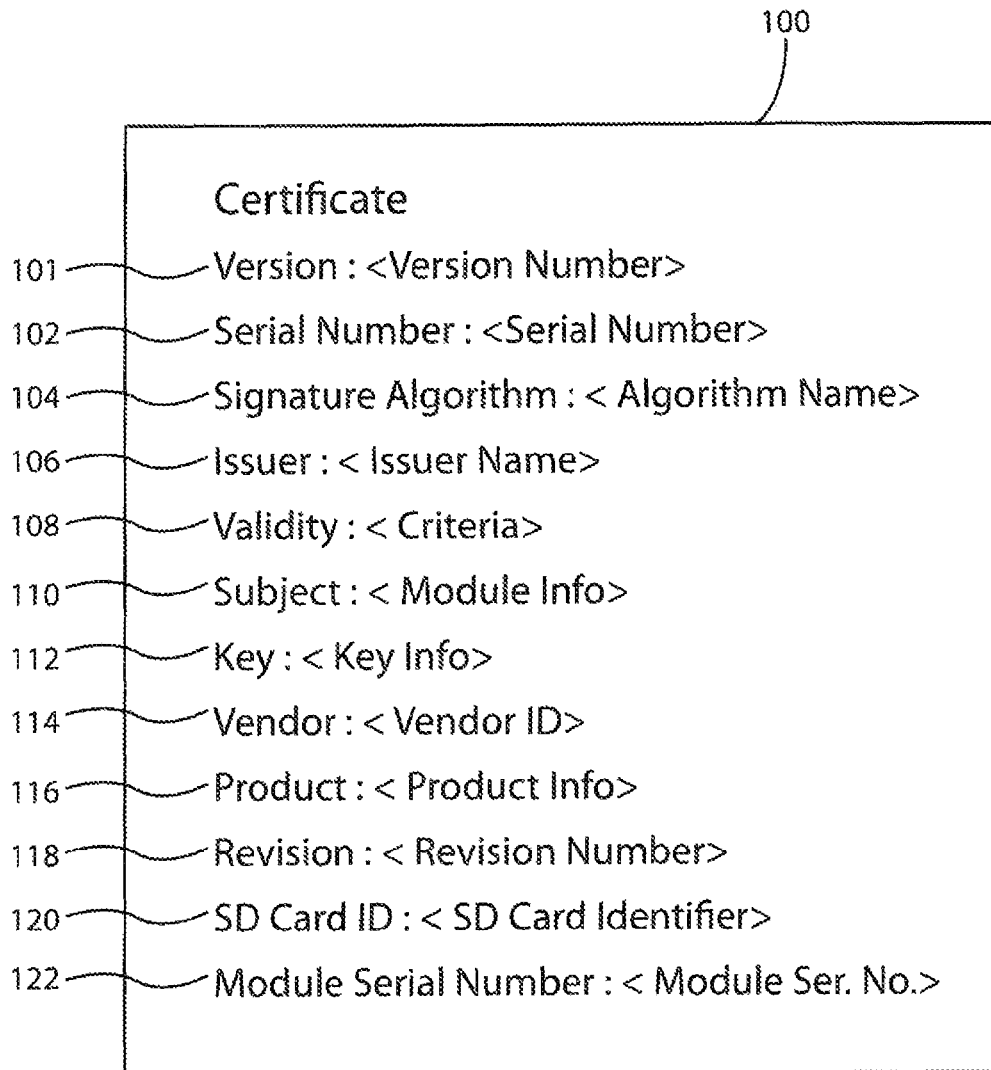 100
Certificate
101 Version : <Version Number>
102 Serial Number : <Serial Number>
104 Signature Algorithm : < Algorithm Name>
106 Issuer : < Issuer Name>
108 Validity : < Criteria>
110 Subject : < Module Info>
112 Key : < Key Info>
114 Vendor : < Vendor ID>
116 Product : < Product Info>
118 Revision : < Revision Number>
120 SD Card ID : < SD Card Identifier>
122 Module Serial Number : < Module Ser. No.>